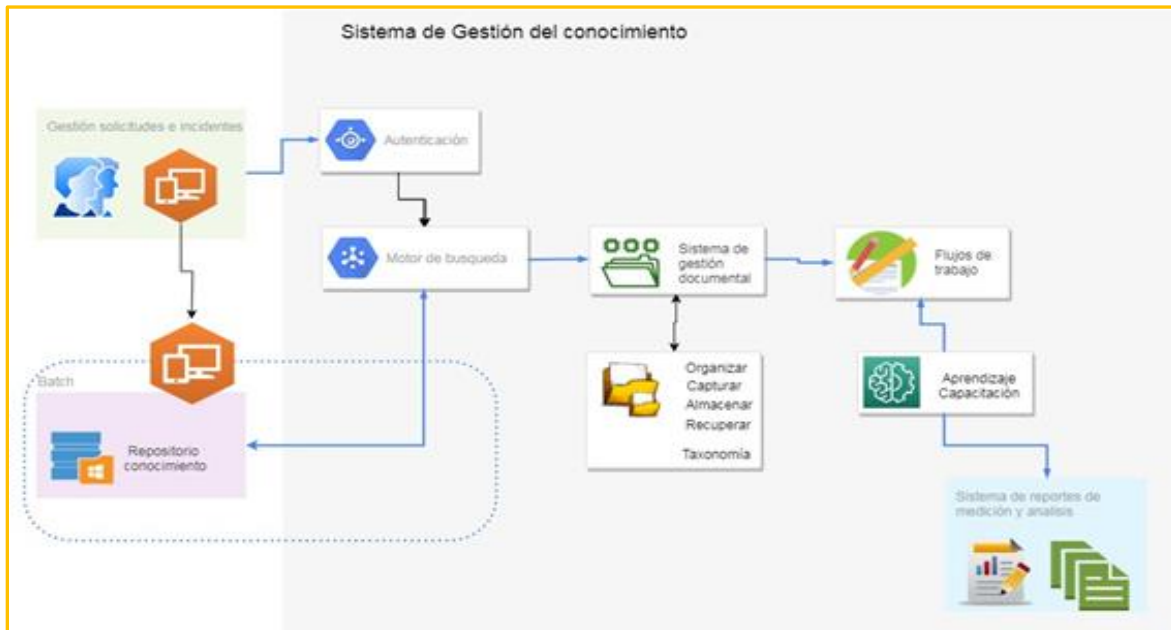 Sistema de Gestión del conocimiento
Gestión solicitudes e incidentes
Autenticación
Motor de busqueda
Sistema de
gestión
documental
Flujos de
trabajo
Batch
Repositorio
conocimiento
Organizar
Capturar
Almacenar
Recuperar
Taxonomía
Aprendizaje
Capacitación
Sistema de reportes de
medición y analisis